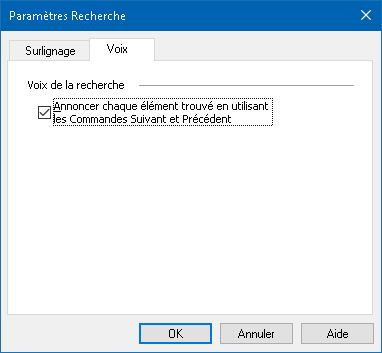 Paramètres Recherche
Surlignage
Voix
Voix de la recherche
Annoncer chaque élément trouvé en utilisant
les Commandes Suivant et Précédent
OK
Annuler
Aide